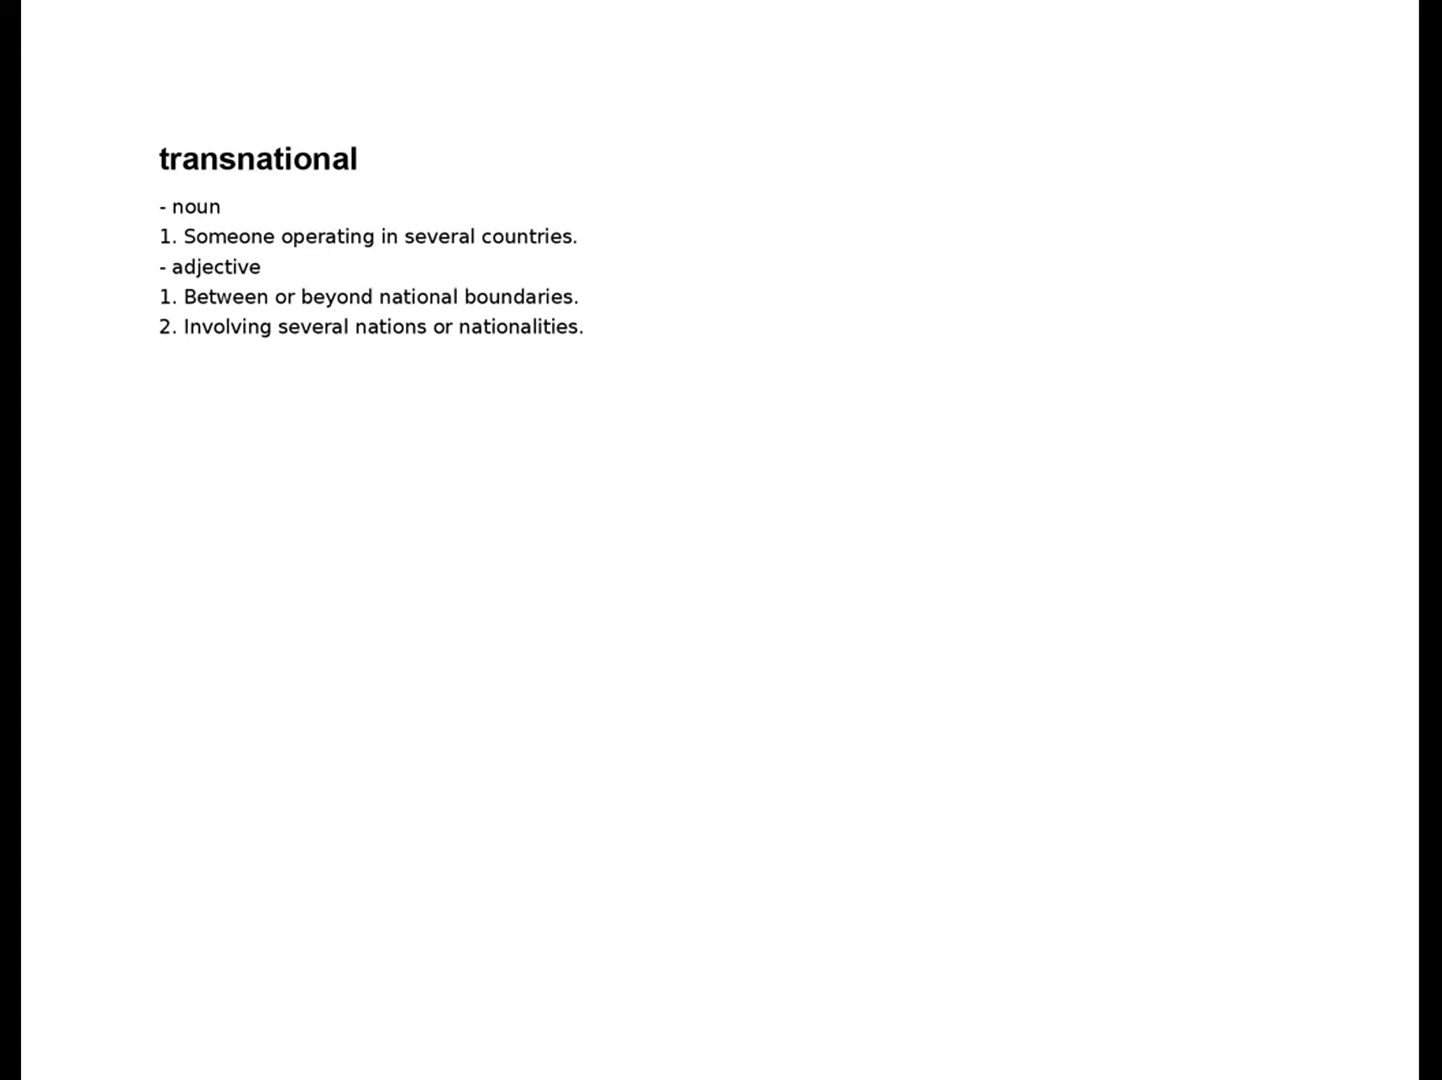 transnational
- noun
1. Someone operating in several countries.
- adjective
1. Between or beyond national boundaries.
2. Involving several nations or nationalities.